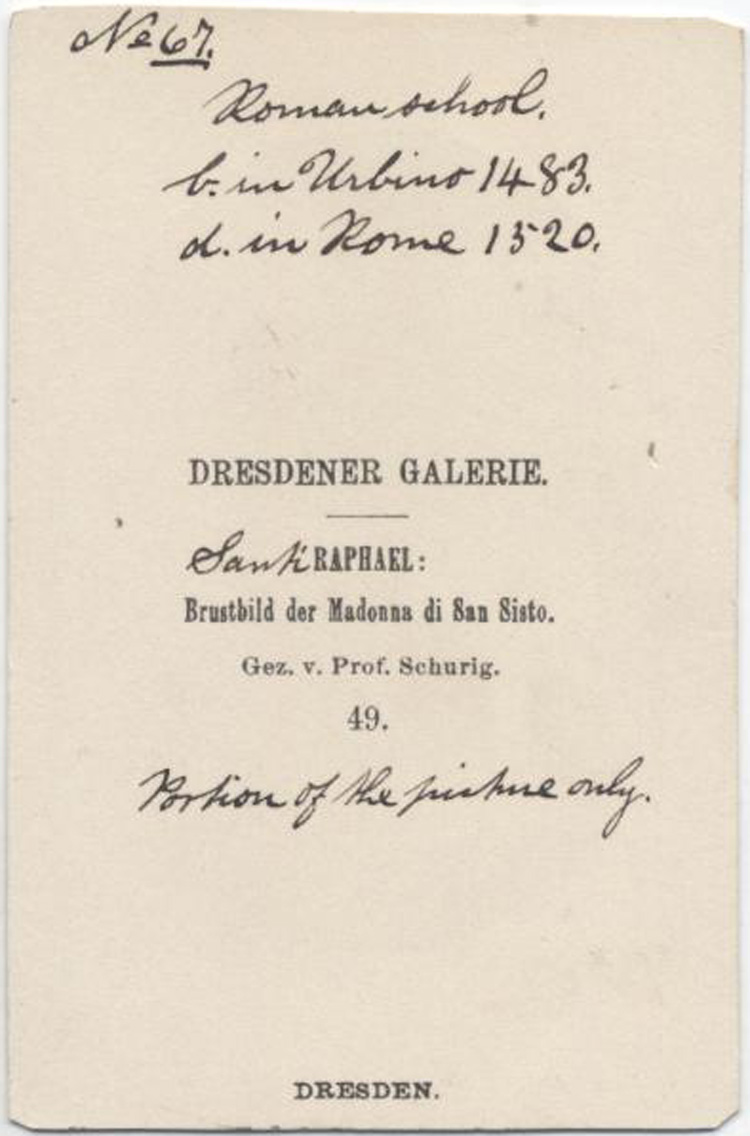 No 67.
Roman school.
b. in Urbino 1483.
d. in Rome 1520.
DRESDENER GALERIE.
RAPHAEL:
Brustbild der Madonna di San Sisto.
Gez. v. Prof. Schurig.
49.
Portion of the picture only.
DRESDEN.